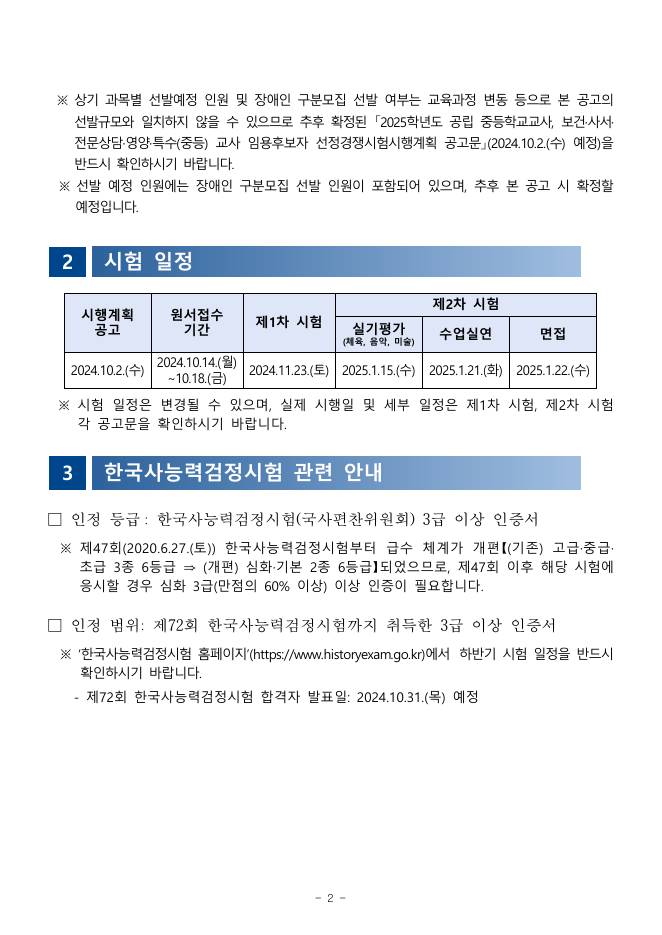 ※ 상기 과목별 선발예정 인원 및 장애인 구분모집 선발 여부는 교육과정 변동 등으로 본 공고의
선발규모와 일치하지 않을 수 있으므로 추후 확정된 「2025학년도 공립 중등학교교사, 보건·사서·
전문상담·영양·특수(중등) 교사 임용후보자 선정경쟁시험시행계획 공고문」(2024.10.2.(수) 예정)을
반드시 확인하시기 바랍니다.
※ 선발 예정 인원에는 장애인 구분모집 선발 인원이 포함되어 있으며, 추후 본 공고 시 확정할
예정입니다.
2 시험 일정
시행계획
공고
원서접수
기간
제1차 시험
제2차 시험
실기평가
(체육, 음악, 미술)
수업실연
면접
2024.10.2.(수)
2024.10.14.(월)
~10.18.(금)
2024.11.23.(토)
2025.1.15.(수)
2025.1.21.(화)
2025.1.22.(수)
※ 시험 일정은 변경될 수 있으며, 실제 시행일 및 세부 일정은 제1차 시험, 제2차 시험
각 공고문을 확인하시기 바랍니다.
3 한국사능력검정시험 관련 안내
□ 인정 등급 : 한국사능력검정시험(국사편찬위원회) 3급 이상 인증서
※ 제47회(2020.6.27.(토)) 한국사능력검정시험부터 급수 체계가 개편【(기존) 고급·중급·
초급 3종 6등급 ⇒ (개편) 심화·기본 2종 6등급】되었으므로, 제47회 이후 해당 시험에
응시할 경우 심화 3급(만점의 60% 이상) 이상 인증이 필요합니다.
□ 인정 범위: 제72회 한국사능력검정시험까지 취득한 3급 이상 인증서
※ '한국사능력검정시험 홈페이지'(https://www.historyexam.go.kr)에서 하반기 시험 일정을 반드시
확인하시기 바랍니다.
- 제72회 한국사능력검정시험 합격자 발표일: 2024.10.31.(목) 예정
- 2 -